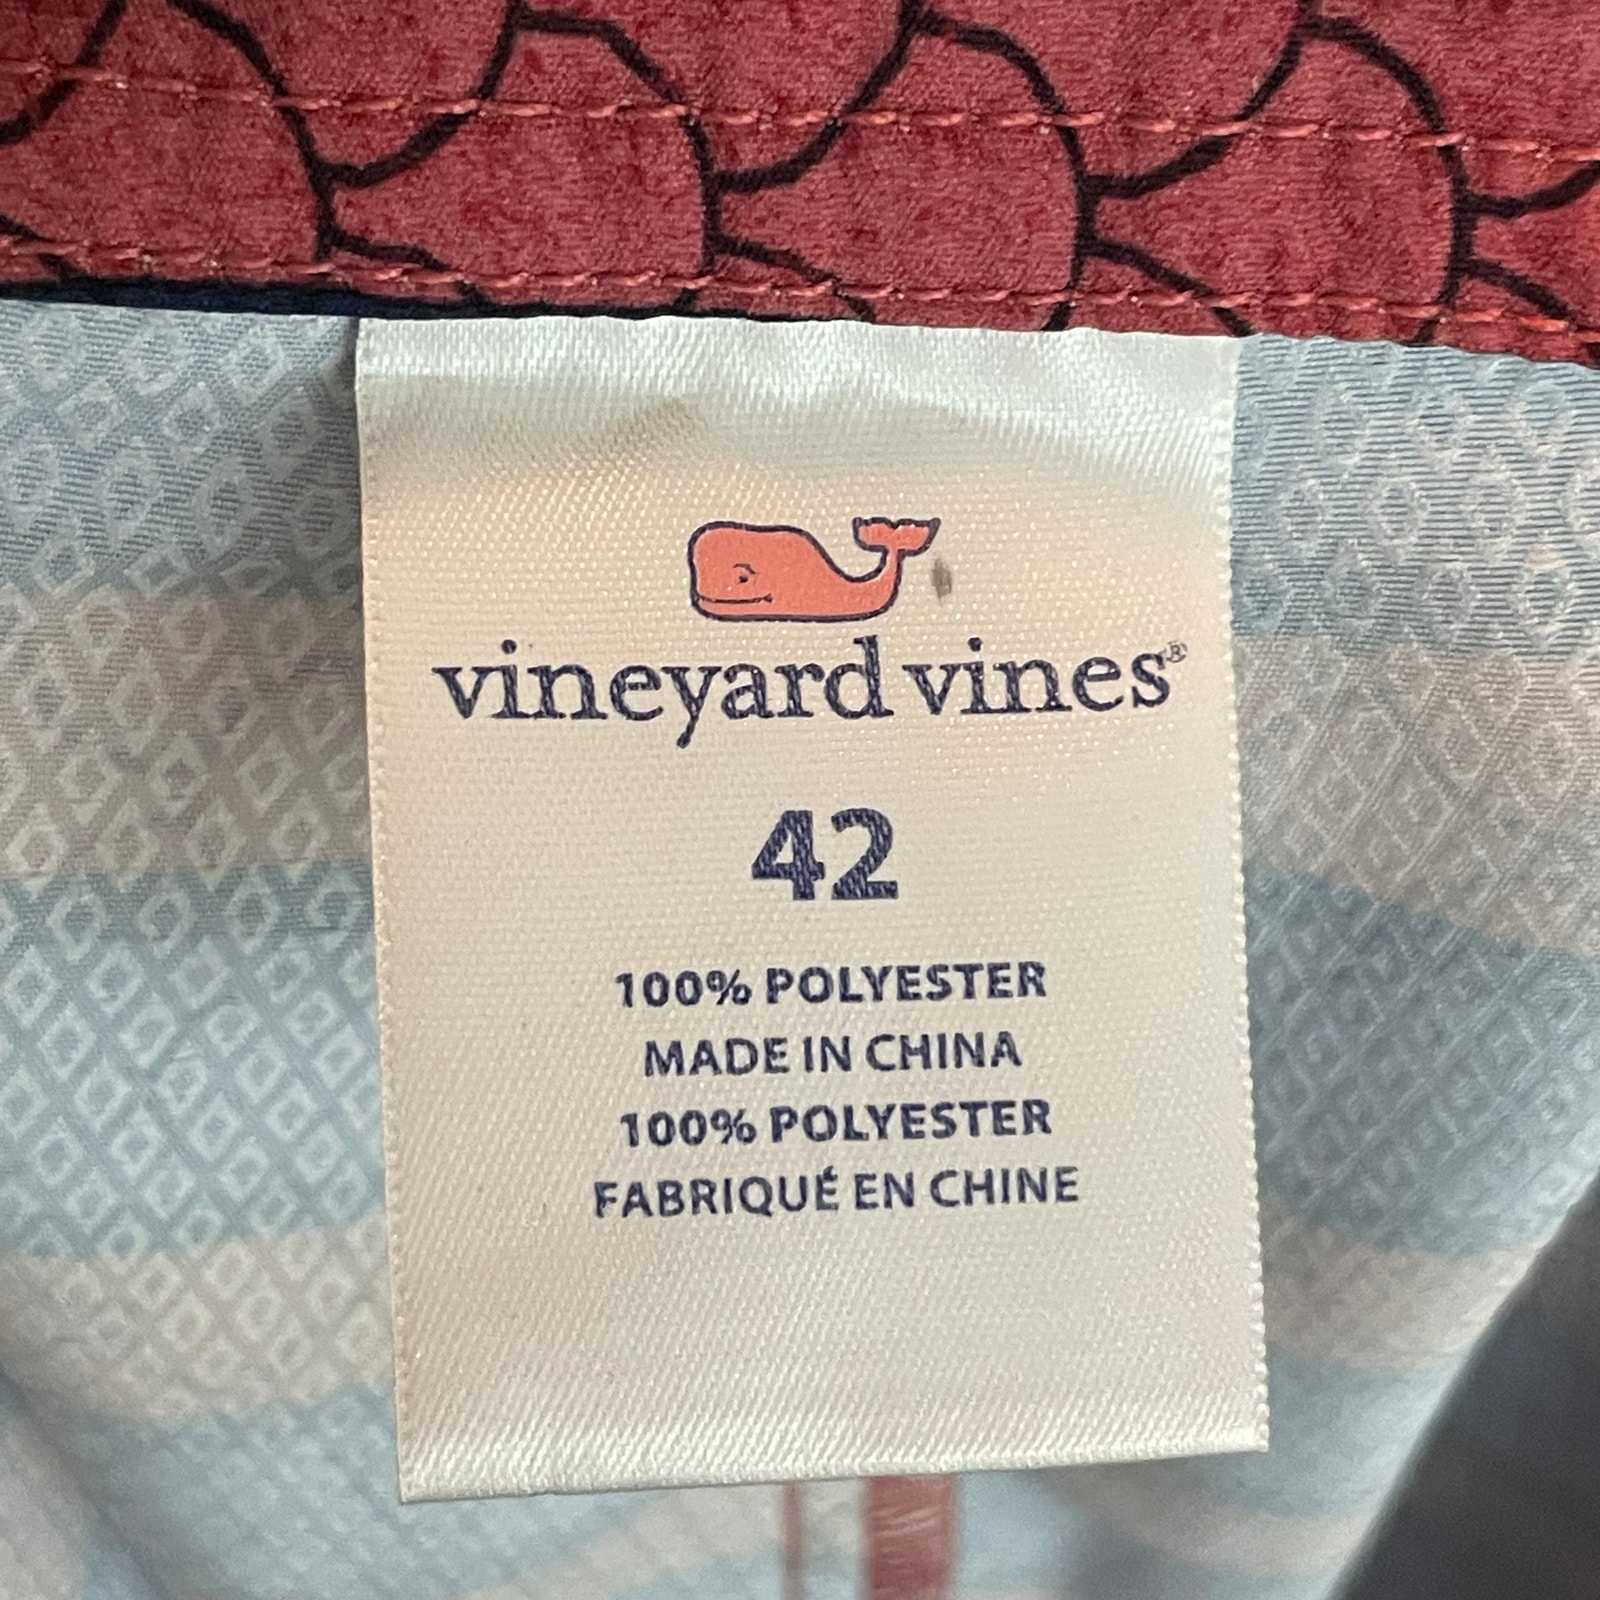 vineyard vines®
42
100% POLYESTER
MADE IN CHINA
100% POLYESTER
FABRIQUÉ EN CHINE